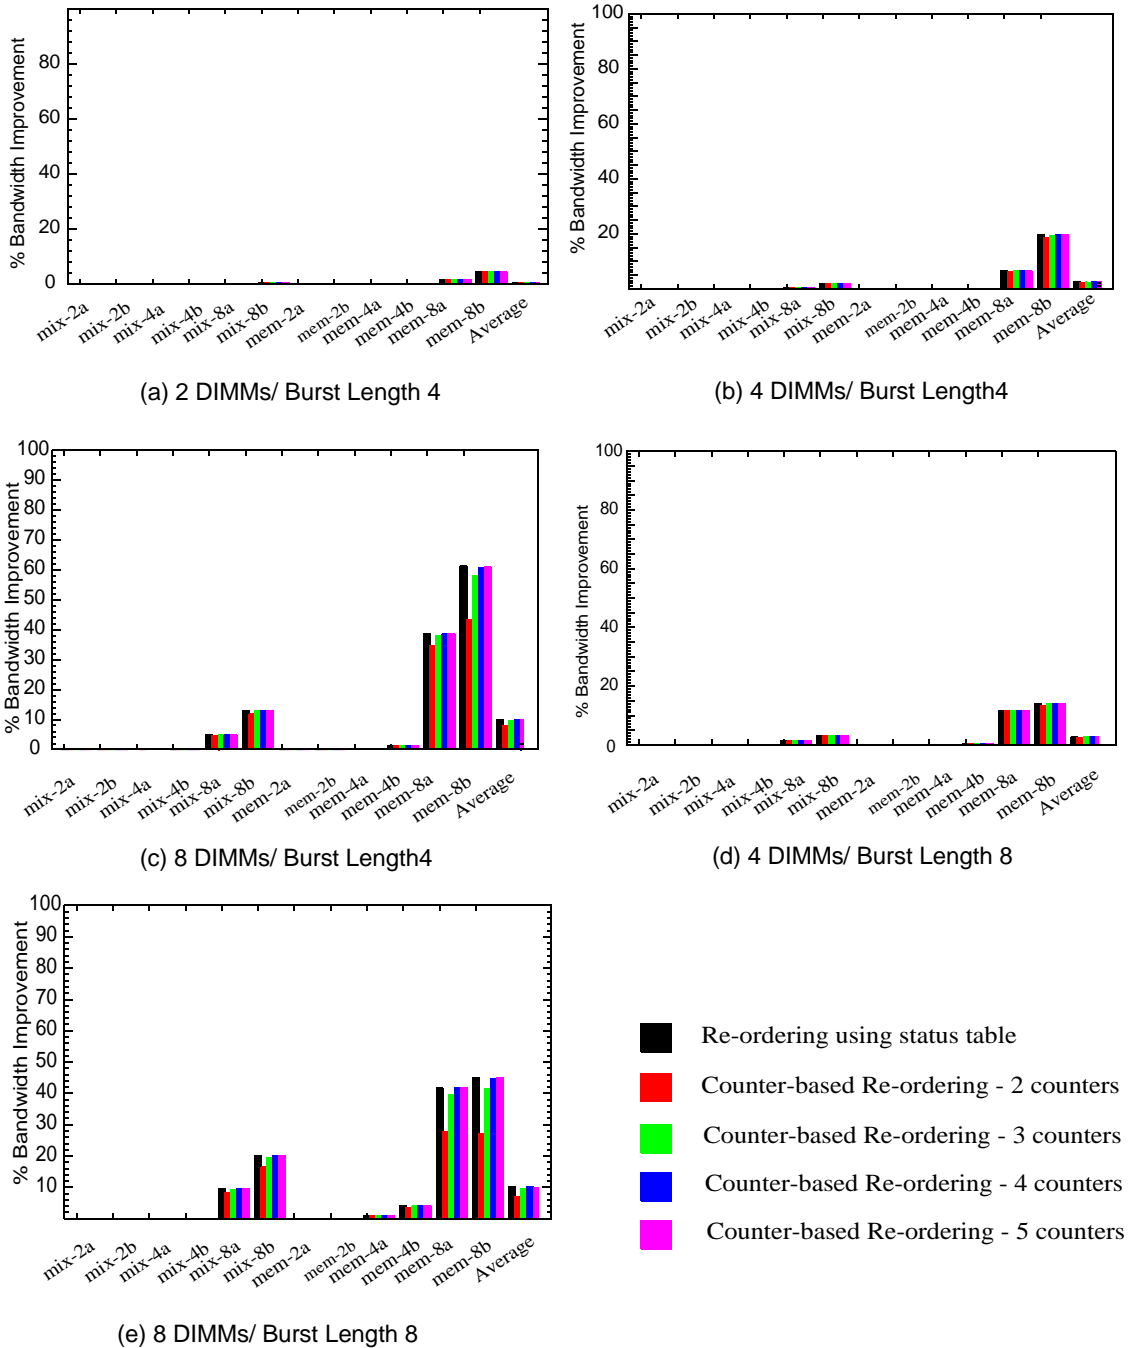 % Bandwidth Improvement
80
60
40
20
0
mix-2a
mix-2b
mix-4a
mix-4b
mix-8a
mix-8b
mem-2a
mem-2b
mem-4a
mem-4b
mem-8a
mem-8b
Average
(a) 2 DIMMs/ Burst Length 4
% Bandwidth Improvement
100
80
60
40
20
mix-2a
mix-2b
mix-4a
mix-4b
mix-8a
mix-8b
mem-2a
mem-2b
mem-4a
mem-4b
mem-8a
mem-8b
Average
(b) 4 DIMMs/ Burst Length4
% Bandwidth Improvement
100
90
80
70
60
50
40
30
20
10
0
mix-2a
mix-2b
mix-4a
mix-4b
mix-8a
mix-8b
mem-2a
mem-2b
mem-4a
mem-4b
mem-8a
mem-8b
Average
(c) 8 DIMMs/ Burst Length4
% Bandwidth Improvement
100
80
60
40
20
0
mix-2a
mix-2b
mix-4a
mix-4b
mix-8a
mix-8b
mem-2a
mem-2b
mem-4a
mem-4b
mem-8a
mem-8b
Average
(d) 4 DIMMs/ Burst Length 8
% Bandwidth Improvement
100
90
80
70
60
50
40
30
20
10
mix-2a
mix-2b
mix-4a
mix-4b
mix-8a
mix-8b
mem-2a
mem-2b
mem-4a
mem-4b
mem-8a
mem-8b
Average
(e) 8 DIMMs/ Burst Length 8
Re-ordering using status table
Counter-based Re-ordering - 2 counters
Counter-based Re-ordering - 3 counters
Counter-based Re-ordering - 4 counters
Counter-based Re-ordering - 5 counters